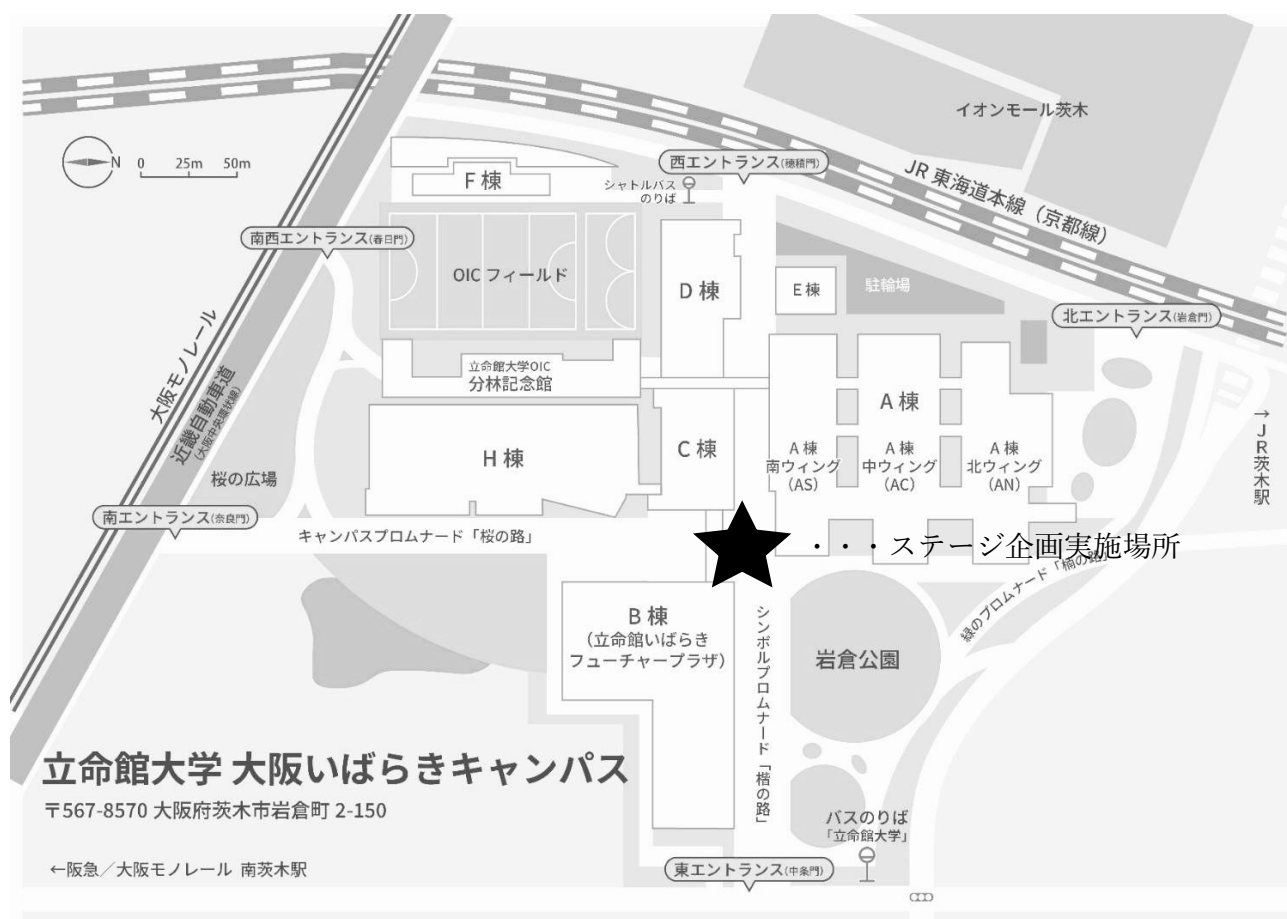 イオンモール茨木
N 0 25m 50m
西エントランス(穂積門)
F 棟
シャトルバス
のりば
JR 東海道本線（京都線）
南西エントランス(春日門)
OIC フィールド
D 棟
E 棟
駐輪場
北エントランス(岩倉門)
大阪モノレール
近畿自動車道
(大阪中央環状線)
立命館大学OIC
分林記念館
A 棟
→JR茨木駅
H 棟
C 棟
A 棟
南ウィング
（AS）
A 棟
中ウィング
（AC）
A 棟
北ウィング
（AN）
桜の広場
南エントランス(奈良門)
キャンパスプロムナード「桜の路」
・・・ステージ企画実施場所
緑のプロムナード「楠の路」
B 棟
（立命館いばらき
フューチャープラザ）
シンボルプロムナード「楷の路」
岩倉公園
立命館大学 大阪いばらきキャンパス
〒567-8570 大阪府茨木市岩倉町 2-150
バスのりば
「立命館大学」
←阪急／大阪モノレール 南茨木駅
東エントランス(中条門)